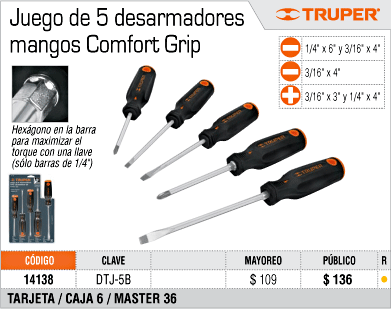 Juego de 5 desarmadores
mangos Comfort Grip
TRUPER
1/4" x 6" y 3/16" x 4"
3/16" x 4"
3/16" x 3" y 1/4" x 4"
Hexágono en la barra
para maximizar el
torque con una llave
(sólo barras de 1/4")
CÓDIGO CLAVE MAYOREO PÚBLICO R
14138 DTJ-5B $ 109 $ 136
TARJETA / CAJA 6 / MASTER 36